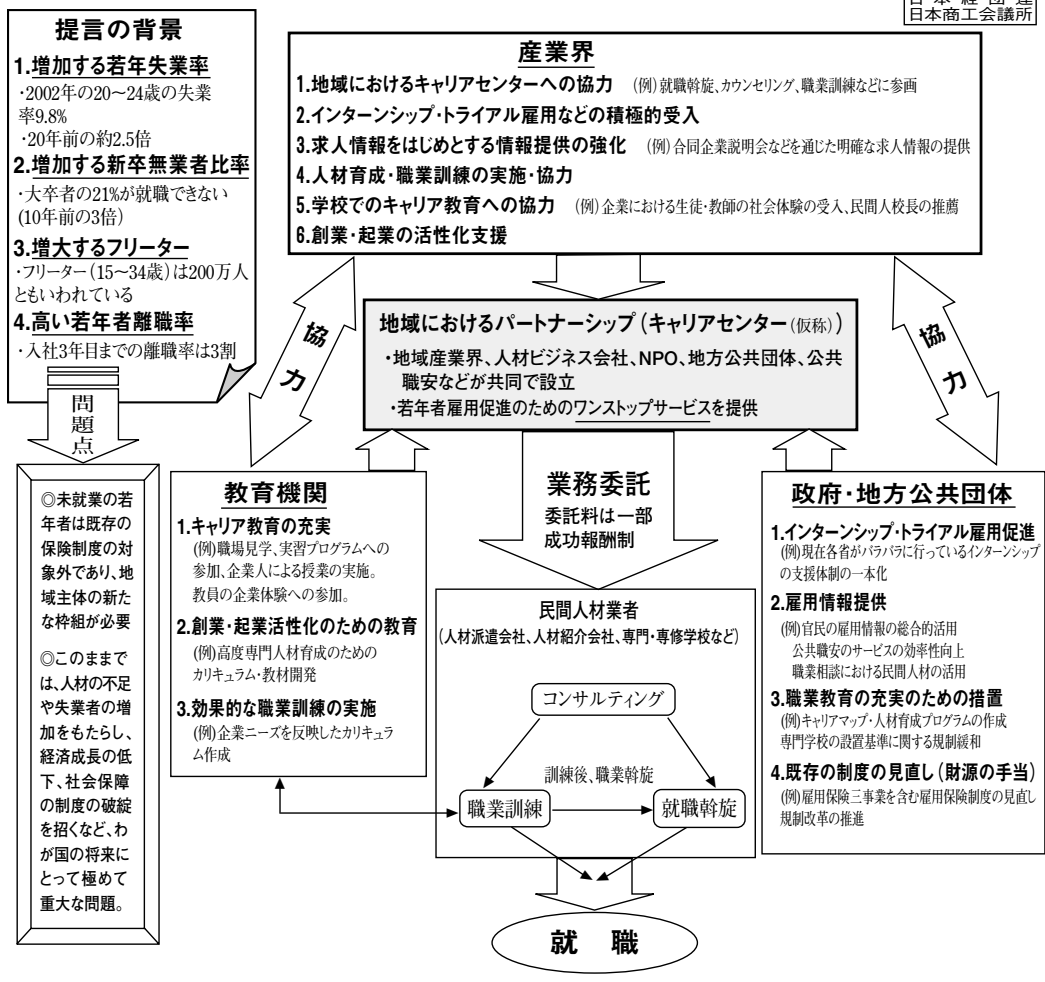 日本経団連
日本商工会議所
提言の背景
1.増加する若年失業率
・2002年の20～24歳の失業
率9.8%
・20年前の約2.5倍
2.増加する新卒無業者比率
・大卒者の21%が就職できない
(10年前の3倍)
3.増大するフリーター
・フリーター(15～34歳)は200万人
ともいわれている
4.高い若年者離職率
・入社3年目までの離職率は3割
問題点
◎未就業の若
年者は既存の
保険制度の対
象外であり、地
域主体の新た
な枠組が必要
◎このままで
は、人材の不足
や失業者の増
加をもたらし、
経済成長の低
下、社会保障
の制度の破綻
を招くなど、わ
が国の将来に
とって極めて
重大な問題。
産業界
1.地域におけるキャリアセンターへの協力 (例)就職斡旋、カウンセリング、職業訓練などに参画
2.インターンシップ・トライアル雇用などの積極的受入
3.求人情報をはじめとする情報提供の強化 (例)合同企業説明会などを通じた明確な求人情報の提供
4.人材育成・職業訓練の実施・協力
5.学校でのキャリア教育への協力 (例)企業における生徒・教師の社会体験の受入、民間人校長の推薦
6.創業・起業の活性化支援
協力
協力
地域におけるパートナーシップ(キャリアセンター(仮称))
・地域産業界、人材ビジネス会社、NPO、地方公共団体、公共
職安などが共同で設立
・若年者雇用促進のためのワンストップサービスを提供
教育機関
1.キャリア教育の充実
(例)職場見学、実習プログラムへの
参加、企業人による授業の実施。
教員の企業体験への参加。
2.創業・起業活性化のための教育
(例)高度専門人材育成のための
カリキュラム・教材開発
3.効果的な職業訓練の実施
(例)企業ニーズを反映したカリキュラ
ム作成
業務委託
委託料は一部
成功報酬制
民間人材業者
(人材派遣会社、人材紹介会社、専門・専修学校など)
コンサルティング
訓練後、職業斡旋
職業訓練
就職斡旋
就 職
政府・地方公共団体
1.インターンシップ・トライアル雇用促進
(例)現在各省がバラバラに行っているインターンシップ
の支援体制の一本化
2.雇用情報提供
(例)官民の雇用情報の総合的活用
公共職安のサービスの効率性向上
職業相談における民間人材の活用
3.職業教育の充実のための措置
(例)キャリアマップ・人材育成プログラムの作成
専門学校の設置基準に関する規制緩和
4.既存の制度の見直し(財源の手当)
(例)雇用保険三事業を含む雇用保険制度の見直し
規制改革の推進